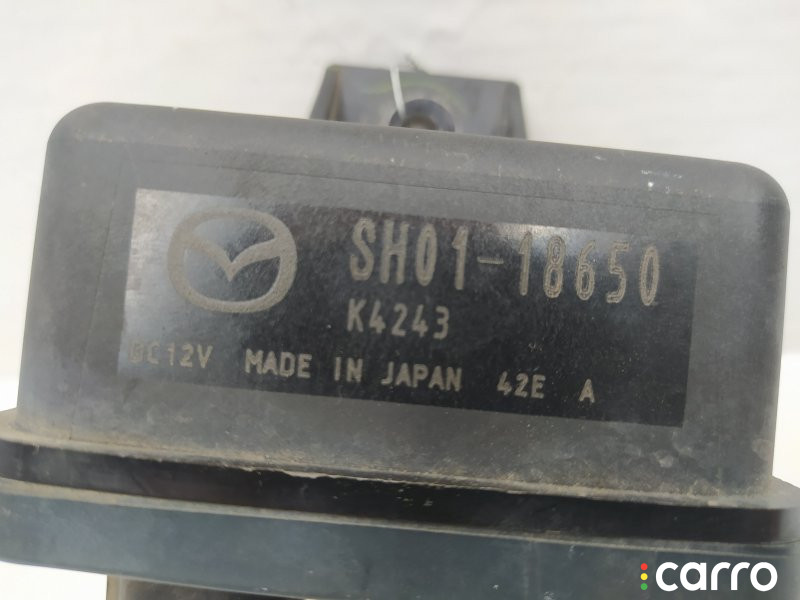 SH01-18650
K4243
DC12V MADE IN JAPAN 42E A
carro